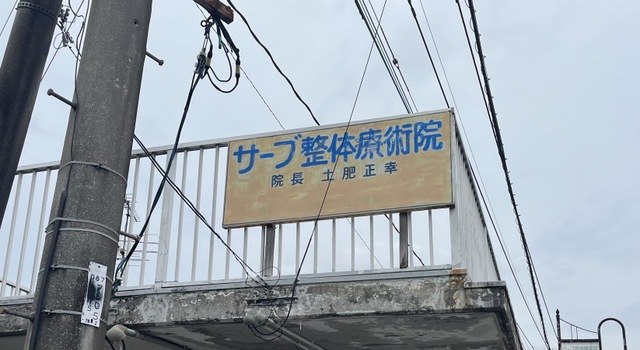 サーブ整体療術院
院長 土肥正幸